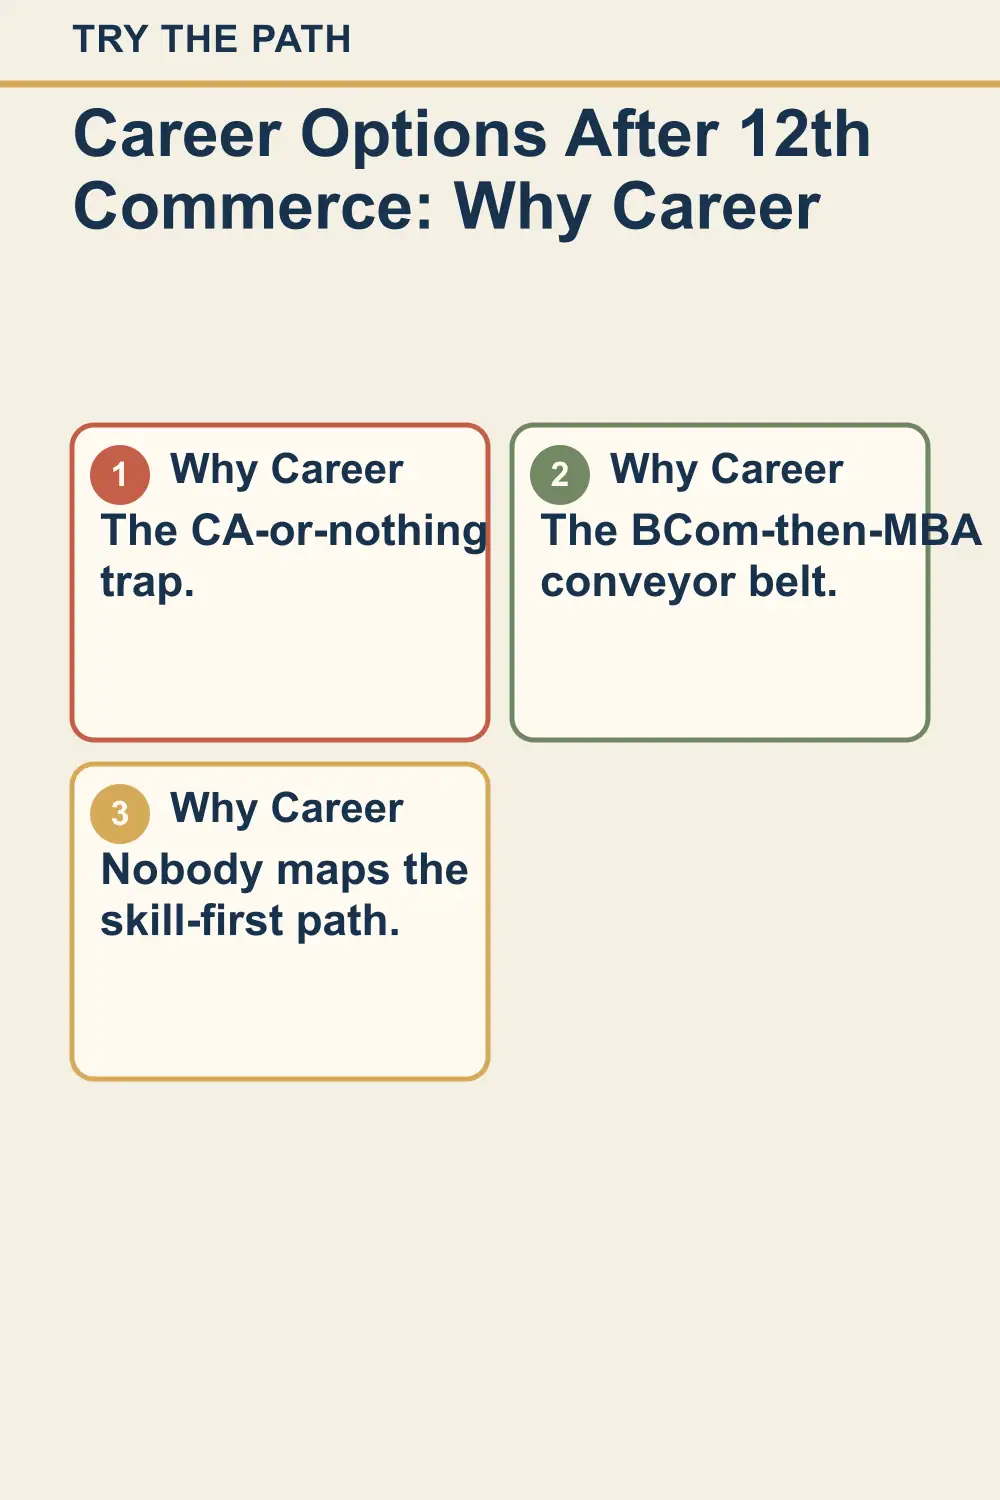 TRY THE PATH
Career Options After 12th
Commerce: Why Career
1 Why Career
The CA-or-nothing
trap.
2 Why Career
The BCom-then-MBA
conveyor belt.
3 Why Career
Nobody maps the
skill-first path.